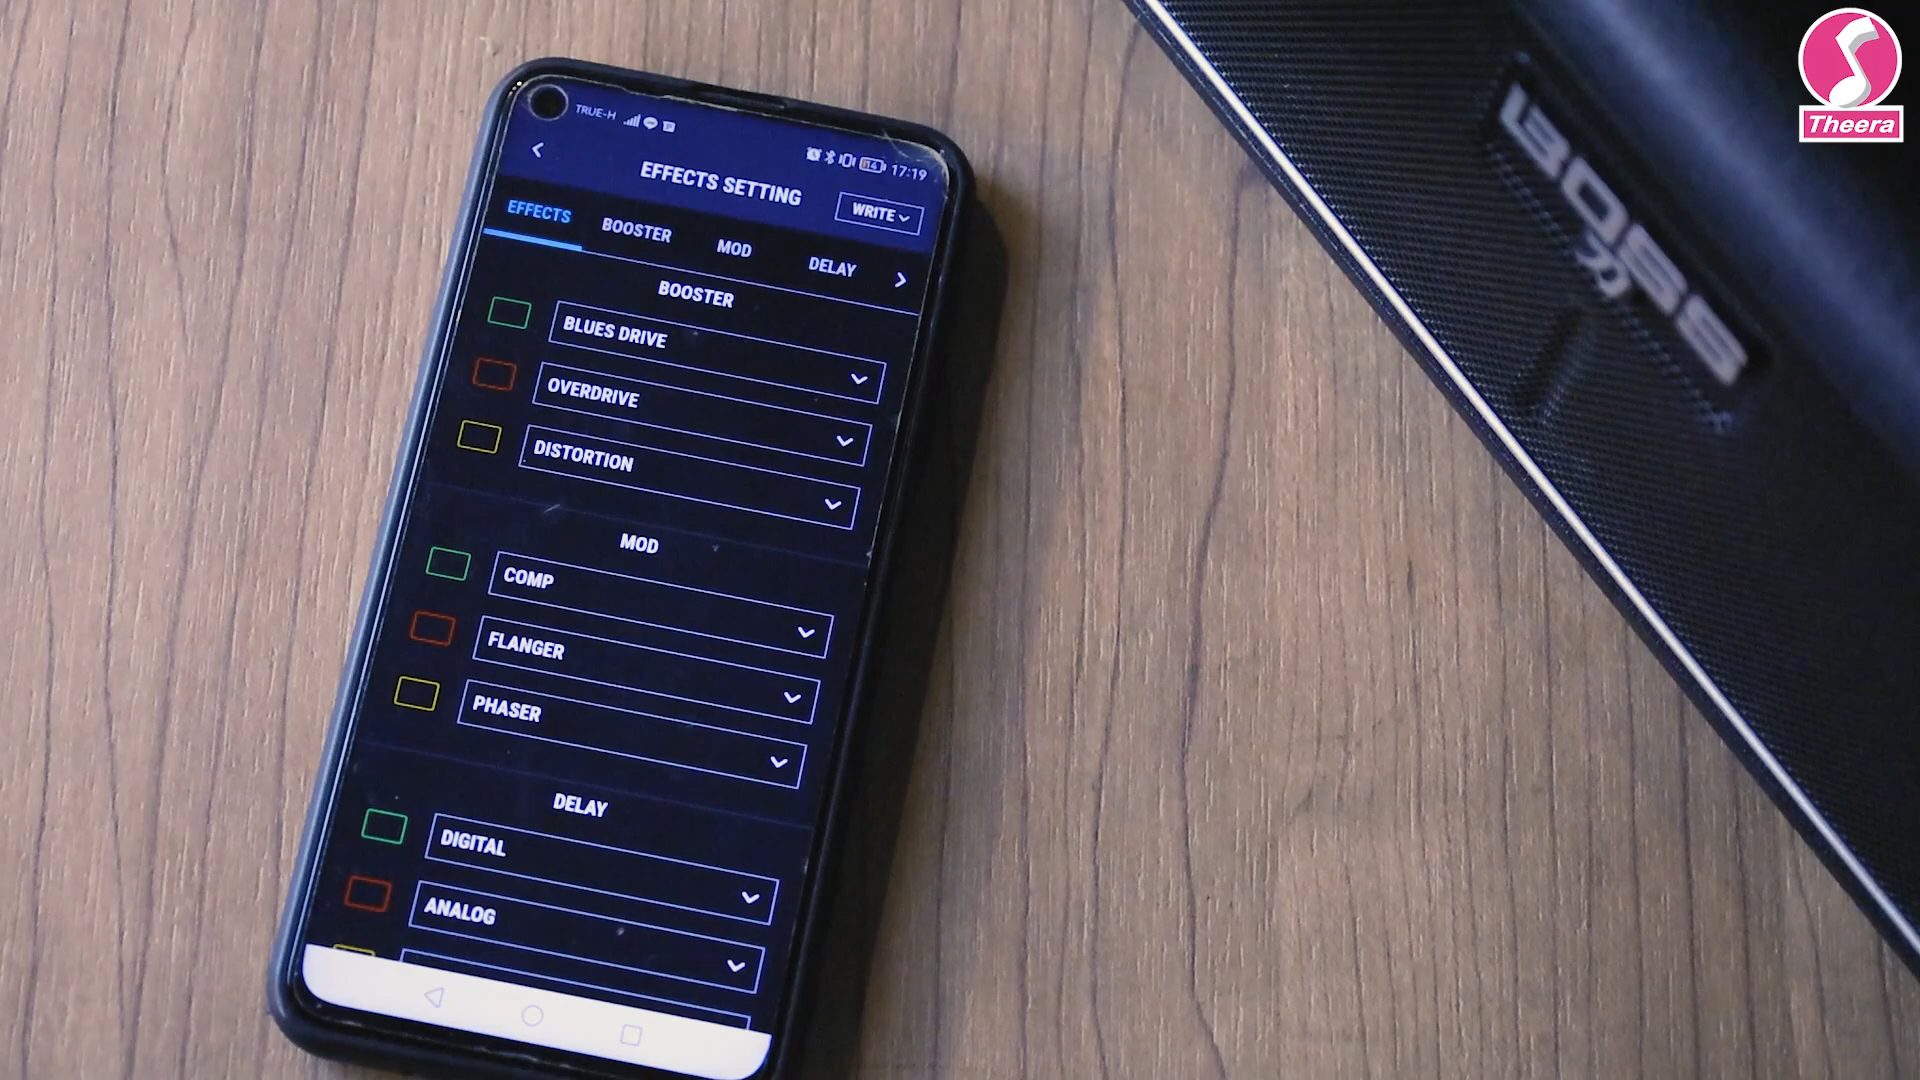 TRUE-H
14
17:19
EFFECTS SETTING
WRITE
EFFECTS
BOOSTER
MOD
DELAY
BOOSTER
BLUES DRIVE
OVERDRIVE
DISTORTION
MOD
COMP
FLANGER
PHASER
DELAY
DIGITAL
ANALOG
BOSS
Theera